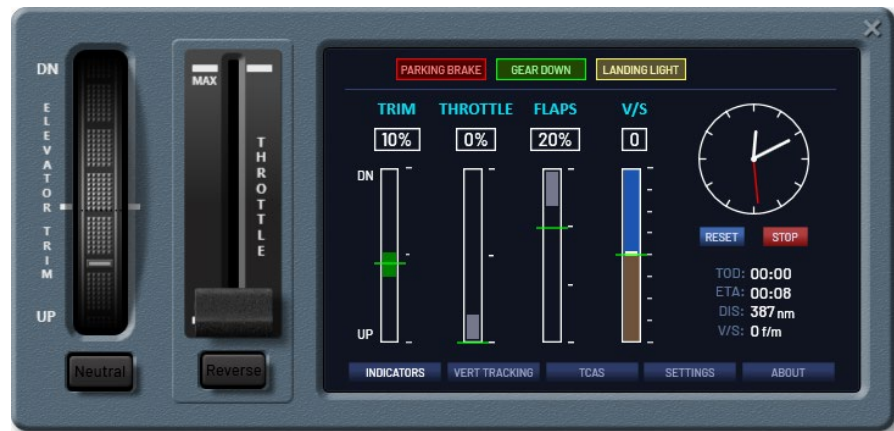 DN
ELEVATOR TRIM
UP
Neutral
MAX
THROTTLE
Reverse
PARKING BRAKE GEAR DOWN LANDING LIGHT
TRIM THROTTLE FLAPS V/S
10% 0% 20% 0
DN
UP
RESET STOP
TOD: 00:00
ETA: 00:08
DIS: 387 nm
V/S: 0 f/m
INDICATORS VERT TRACKING TCAS SETTINGS ABOUT